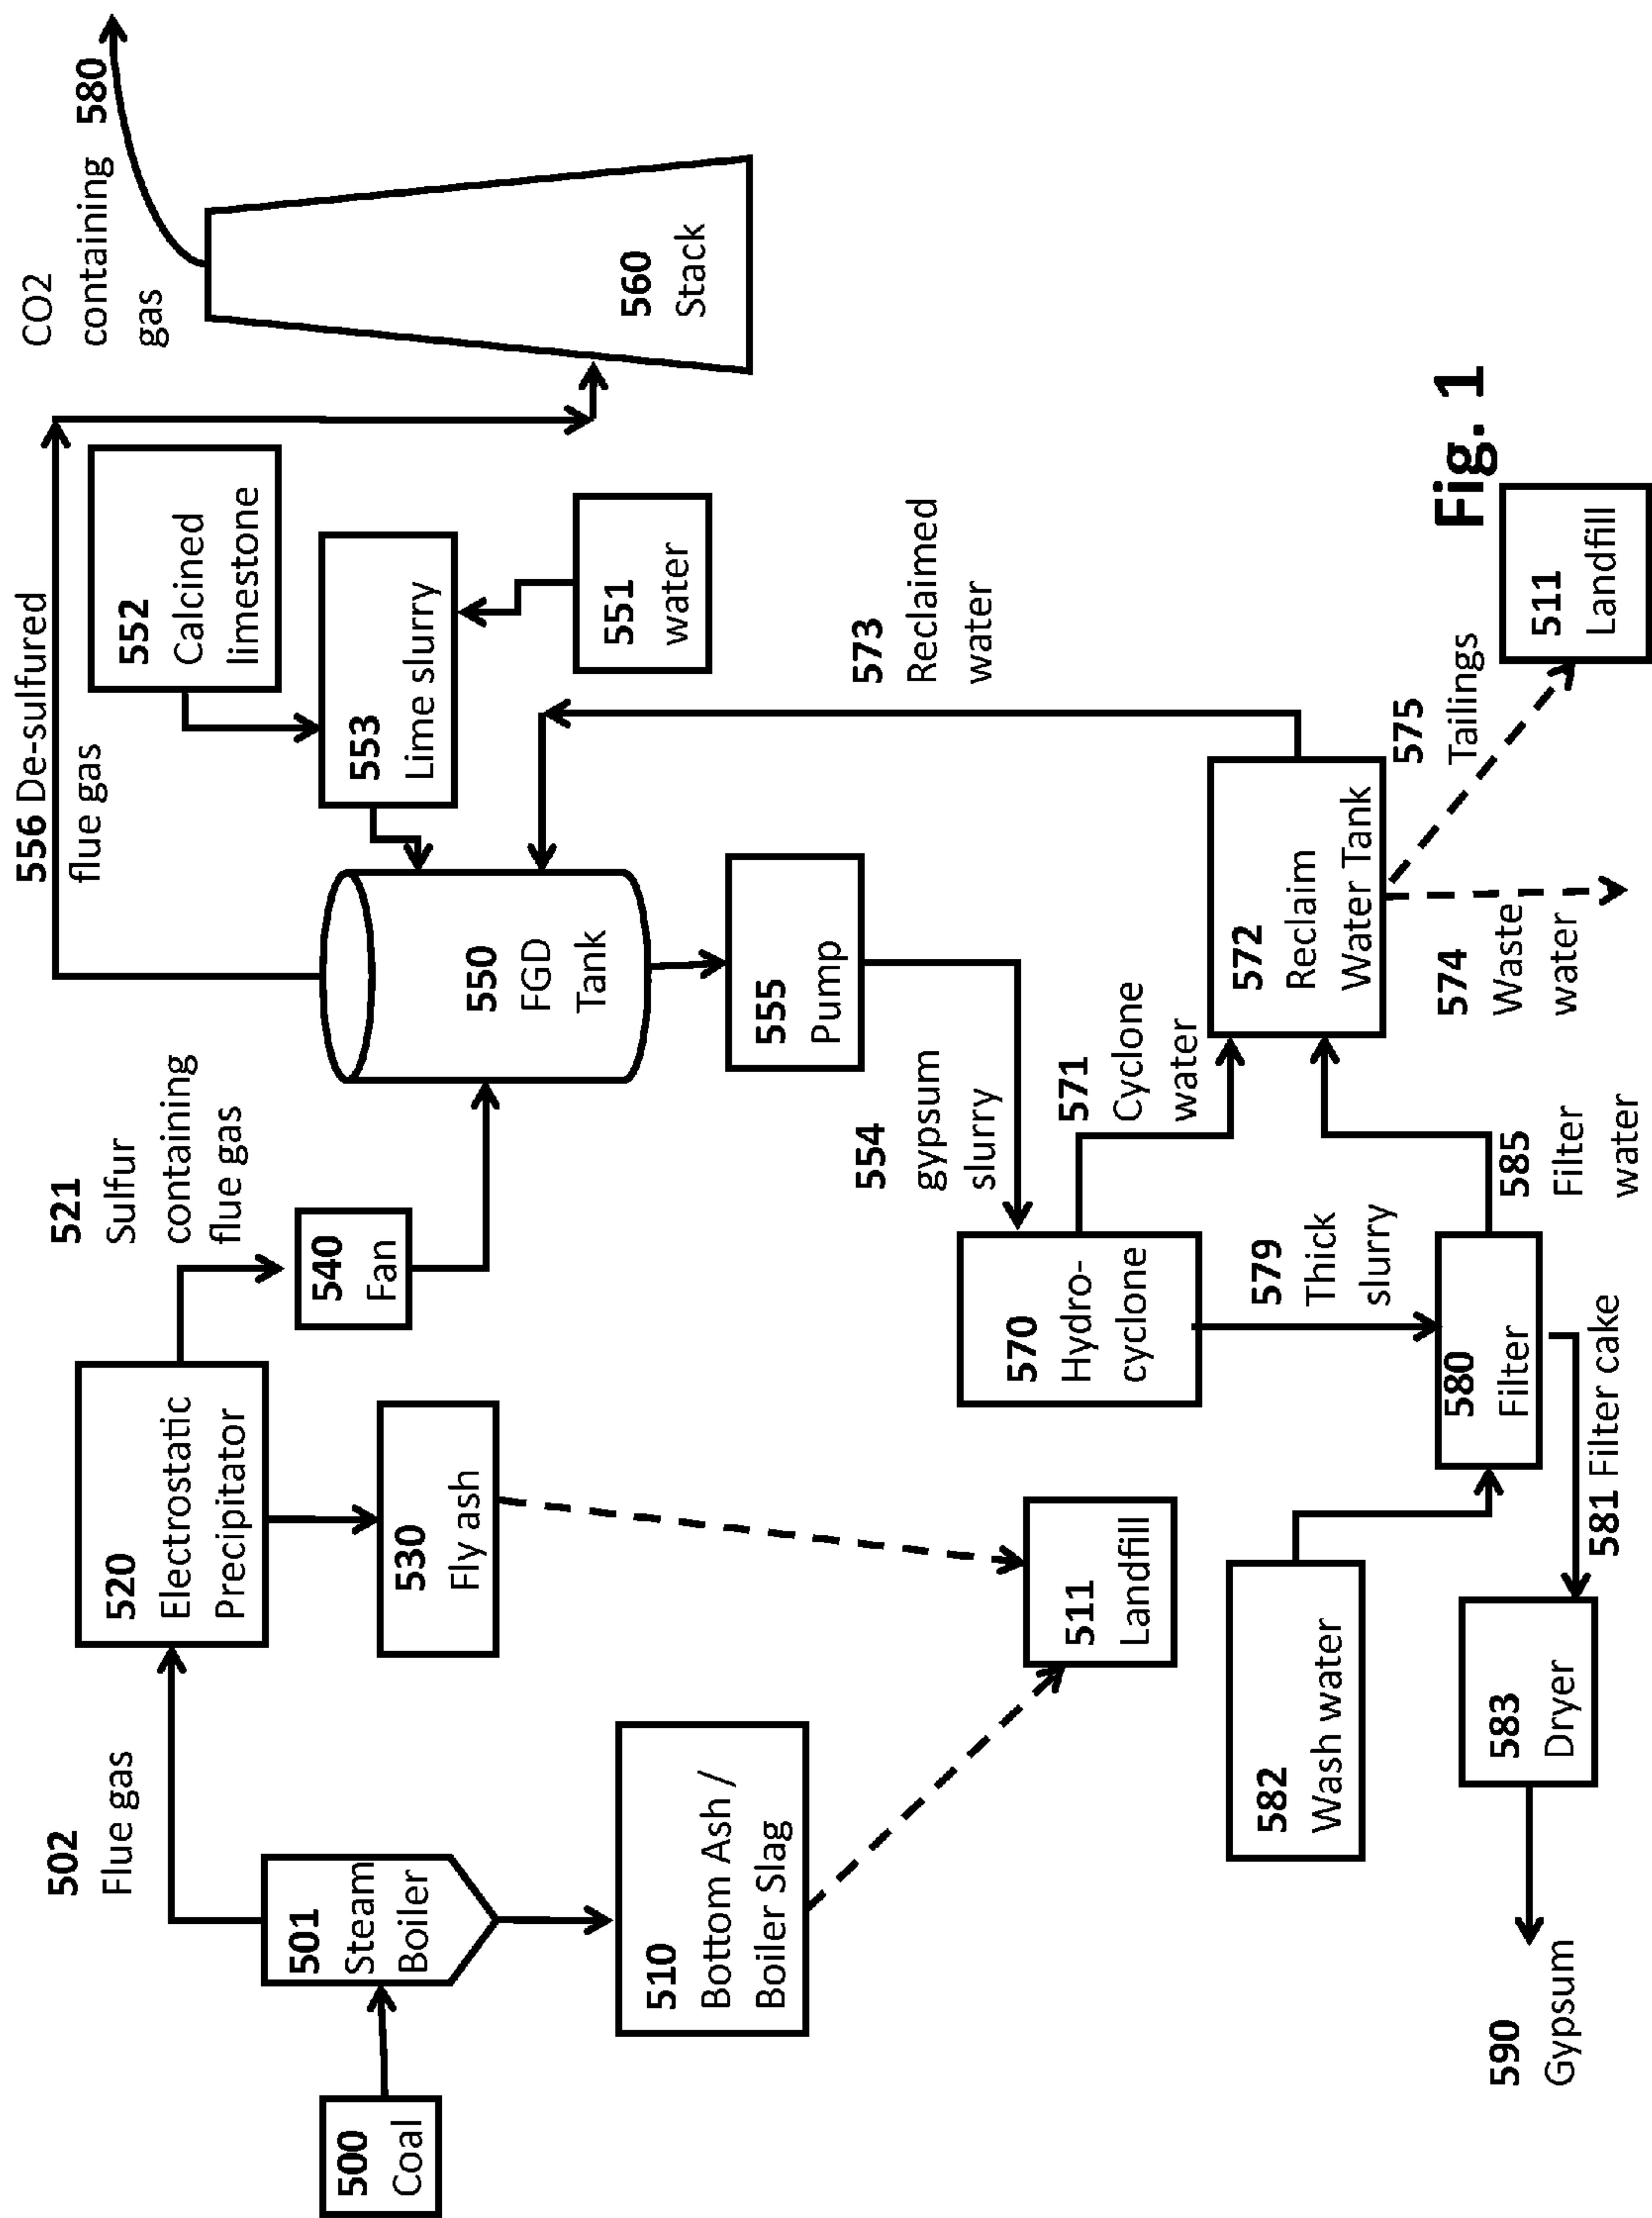 CO2
containing 580
gas
556 De-sulfured
flue gas
521
Sulfur
containing
flue gas
502
Flue gas
520
Electrostatic
Precipitator
552
Calcined
limestone
540
Fan
501
Steam
Boiler
500
Coal
530
Fly ash
553
Lime slurry
550
FGD
Tank
551
water
560
Stack
510
Bottom Ash /
Boiler Slag
555
Pump
573
Reclaimed
water
554
gypsum
slurry
511
Landfill
570
Hydro-
cyclone
571
Cyclone
water
572
Reclaim
Water Tank
579
Thick
slurry
582
Wash water
580
Filter
585
Filter
water
574
Waste
water
575
Tailings
511
Landfill
583
Dryer
581 Filter cake
590
Gypsum
Fig. 1